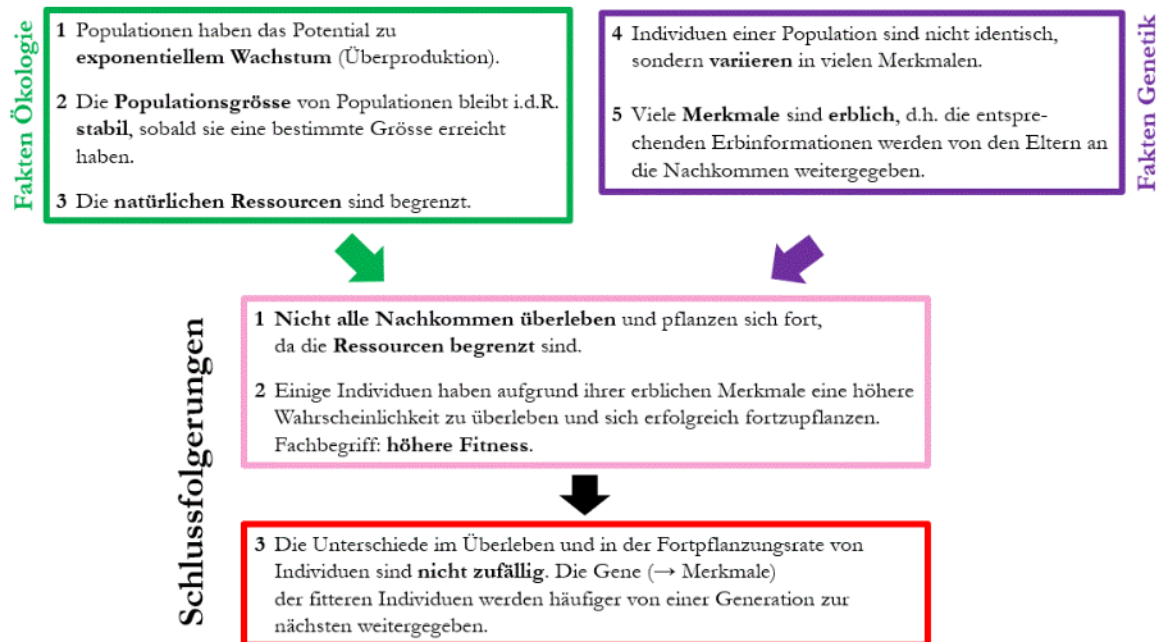 Fakten Ökologie
1 Populationen haben das Potential zu
exponentiellem Wachstum (Überproduktion).
2 Die Populationsgrösse von Populationen bleibt i.d.R.
stabil, sobald sie eine bestimmte Grösse erreicht
haben.
3 Die natürlichen Ressourcen sind begrenzt.
4 Individuen einer Population sind nicht identisch,
sondern variieren in vielen Merkmalen.
5 Viele Merkmale sind erblich, d.h. die entspre-
chenden Erbinformationen werden von den Eltern an
die Nachkommen weitergegeben.
Fakten Genetik
Schlussfolgerungen
1 Nicht alle Nachkommen überleben und pflanzen sich fort,
da die Ressourcen begrenzt sind.
2 Einige Individuen haben aufgrund ihrer erblichen Merkmale eine höhere
Wahrscheinlichkeit zu überleben und sich erfolgreich fortzupflanzen.
Fachbegriff: höhere Fitness.
3 Die Unterschiede im Überleben und in der Fortpflanzungsrate von
Individuen sind nicht zufällig. Die Gene (→ Merkmale)
der fitteren Individuen werden häufiger von einer Generation zur
nächsten weitergegeben.